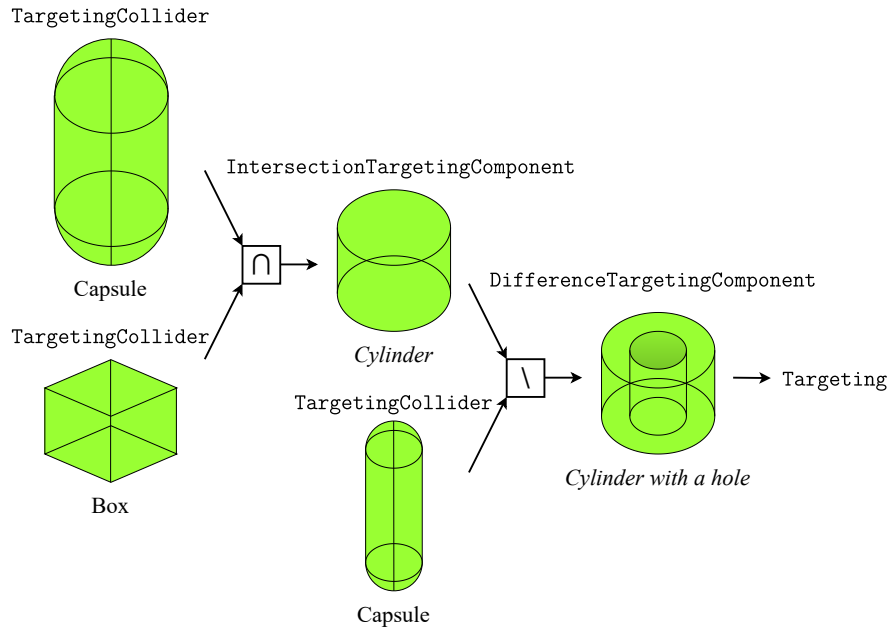 TargetingCollider
Capsule
TargetingCollider
Box
IntersectionTargetingComponent
∩
Cylinder
TargetingCollider
Capsule
DifferenceTargetingComponent
\
Cylinder with a hole
Targeting